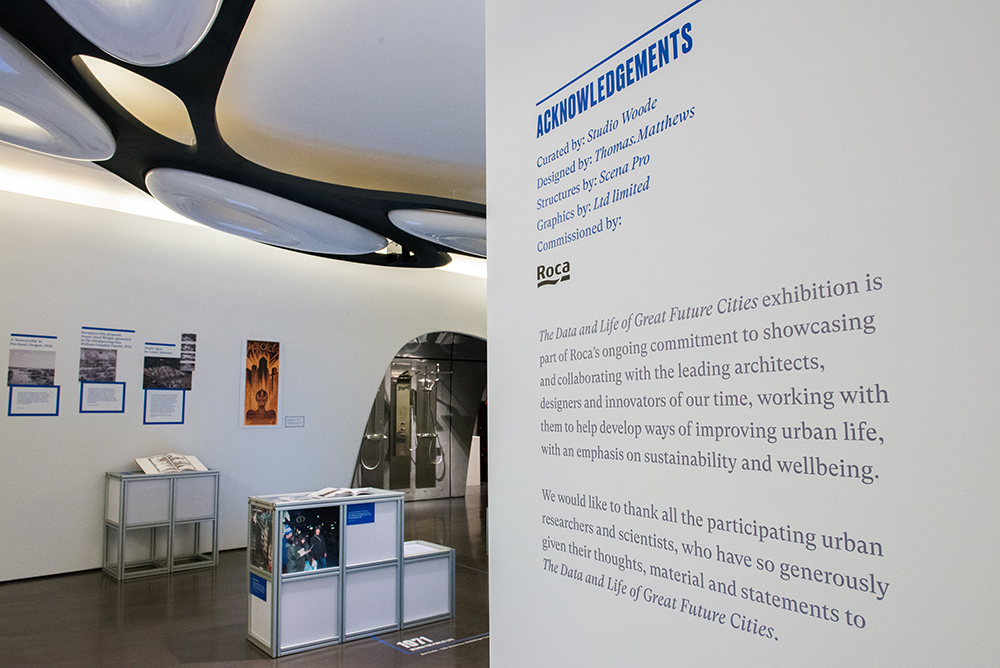 ACKNOWLEDGEMENTS
Curated by: Studio Woode
Designed by: Thomas.Matthews
Structures by: Scena Pro
Graphics by: Ltd limited
Commissioned by:
Roca
The Data and Life of Great Future Cities exhibition is
part of Roca's ongoing commitment to showcasing
and collaborating with the leading architects,
designers and innovators of our time, working with
them to help develop ways of improving urban life,
with an emphasis on sustainability and wellbeing.
We would like to thank all the participating urban
researchers and scientists, who have so generously
given their thoughts, material and statements to
The Data and Life of Great Future Cities.
1971